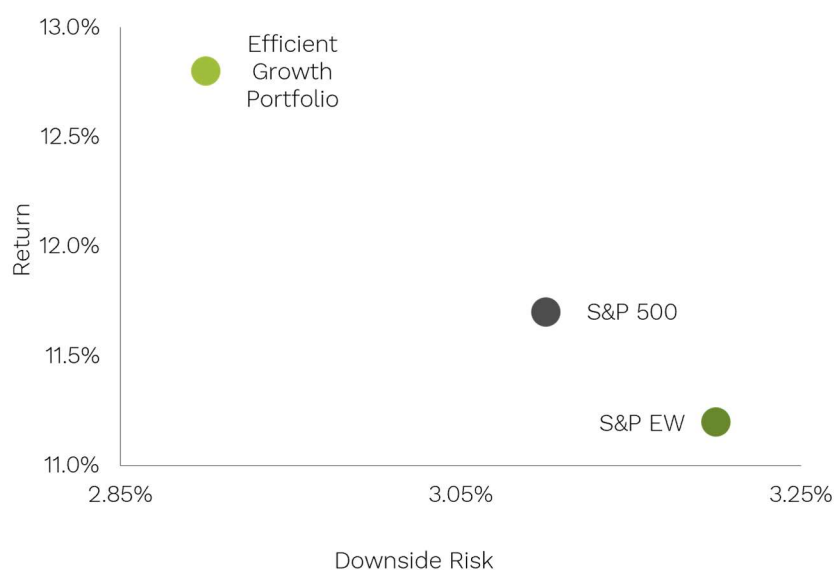 13.0%
Efficient
Growth
Portfolio
12.5%
Return
12.0%
S&P 500
11.5%
S&P EW
11.0%
2.85%
3.05%
3.25%
Downside Risk